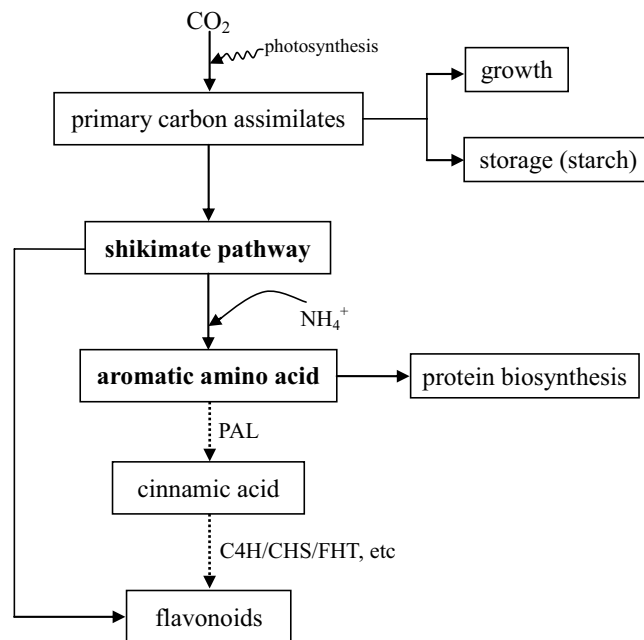 CO₂
photosynthesis
growth
primary carbon assimilates
storage (starch)
shikimate pathway
NH₄⁺
aromatic amino acid
protein biosynthesis
PAL
cinnamic acid
C4H/CHS/FHT, etc
flavonoids